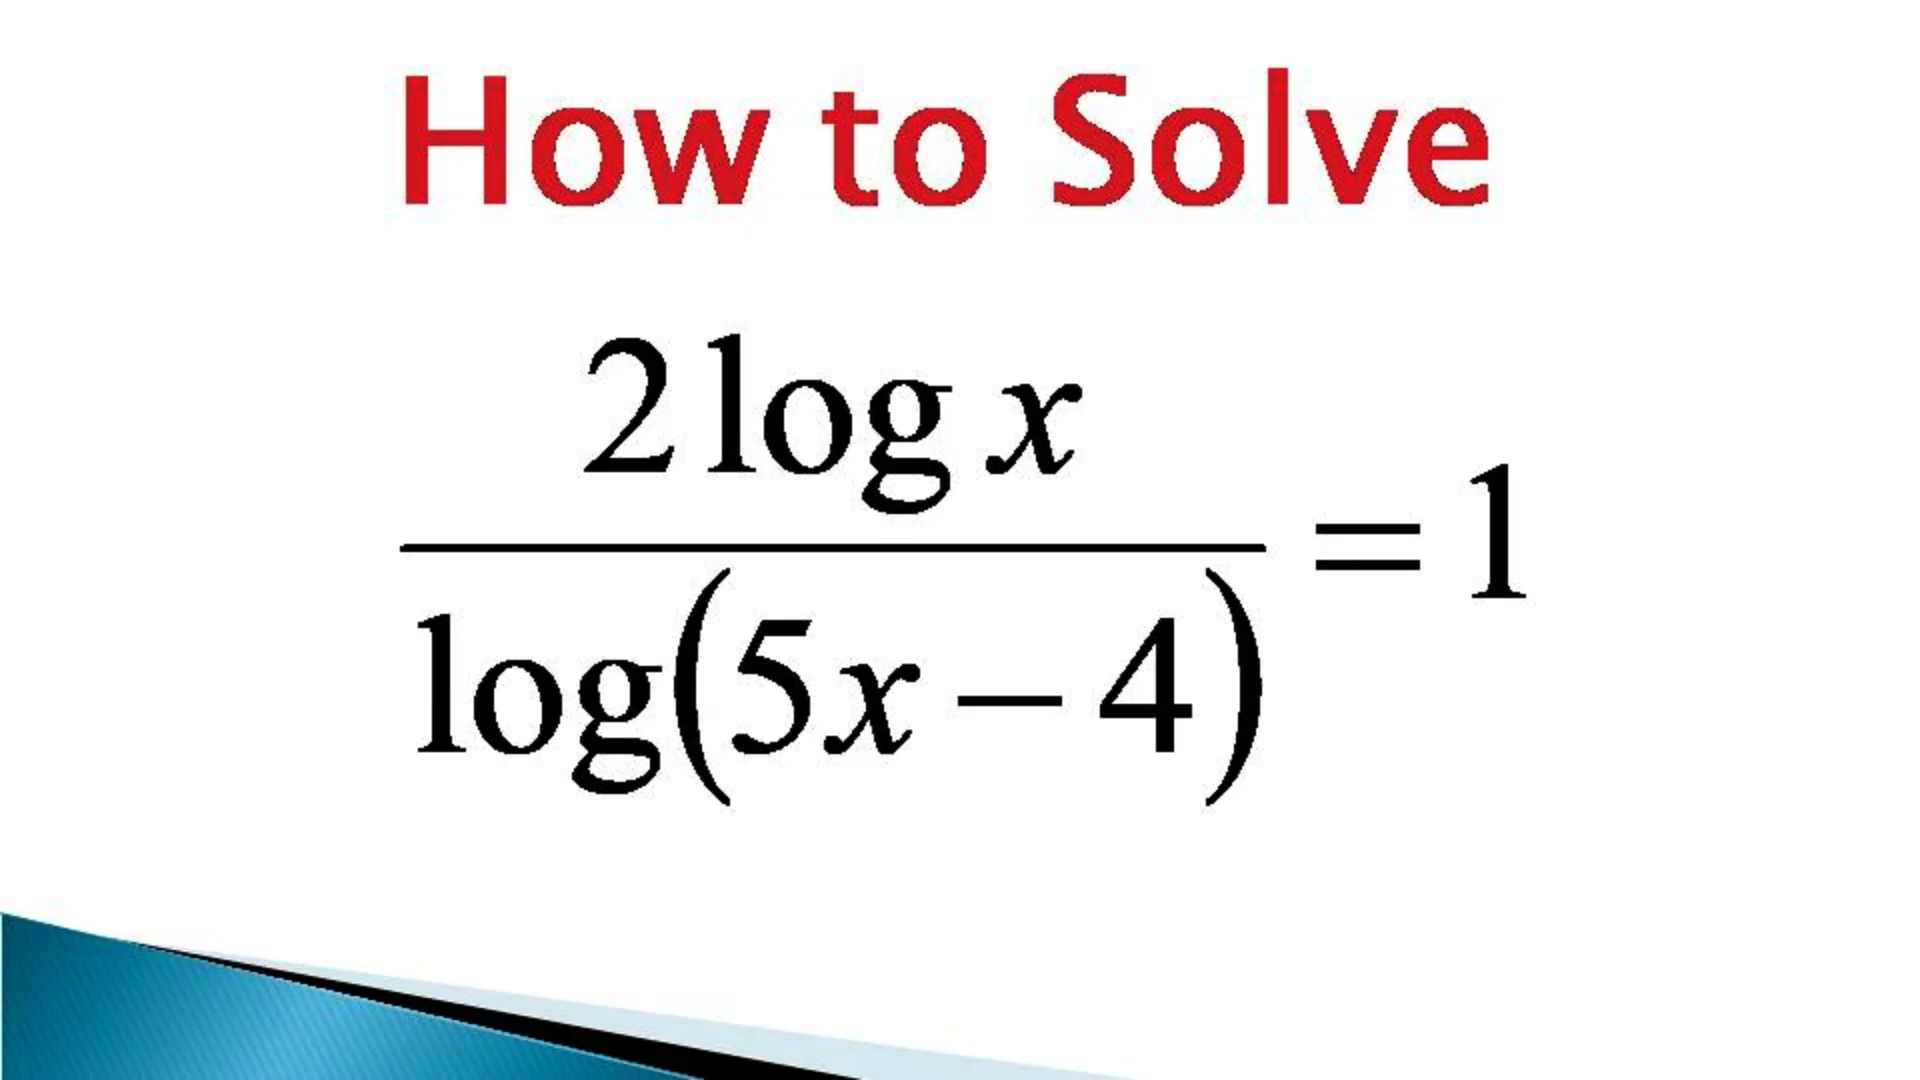 How to Solve
2 log x
log(5x − 4)
= 1